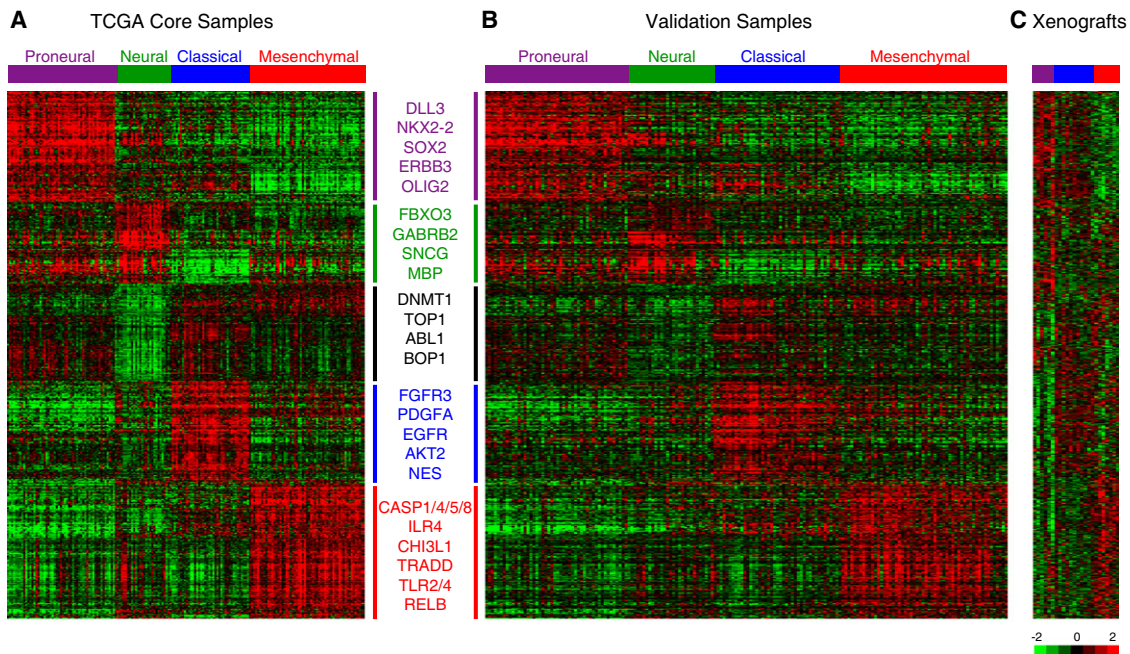 A TCGA Core Samples
Proneural Neural Classical Mesenchymal
DLL3
NKX2-2
SOX2
ERBB3
OLIG2
FBXO3
GABRB2
SNCG
MBP
DNMT1
TOP1
ABL1
BOP1
FGFR3
PDGFA
EGFR
AKT2
NES
CASP1/4/5/8
ILR4
CHI3L1
TRADD
TLR2/4
RELB
B Validation Samples
Proneural Neural Classical Mesenchymal
C Xenografts
-2 0 2